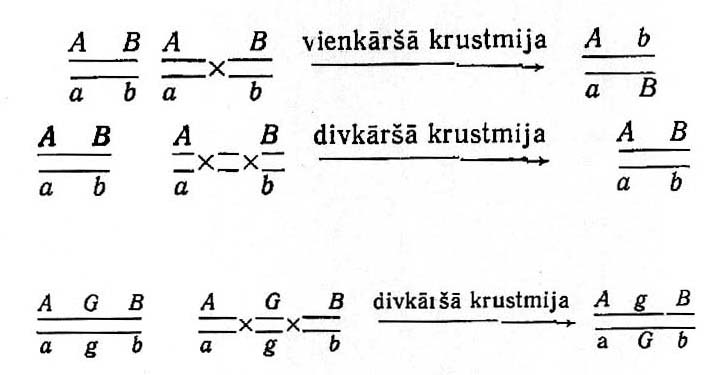 A B A B vienkāršā krustmija A b
a b a × b a B
A B A B divkāršā krustmija A B
a b a × × b a b
A G B A G B divkāršā krustmija A g B
a g b a × g × b a G b